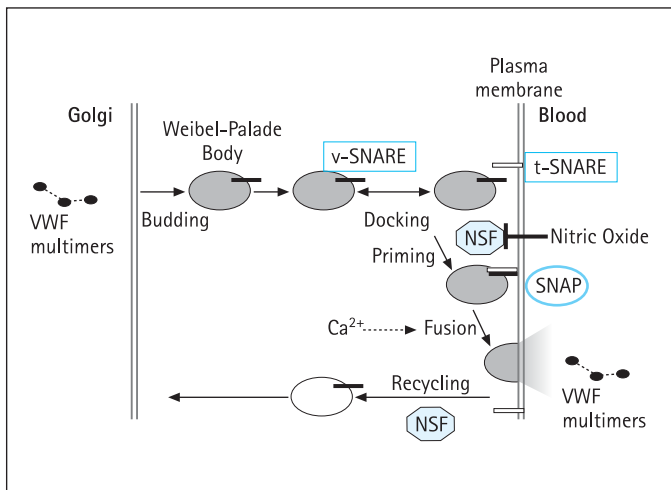 Plasma
membrane
Golgi
Blood
Weibel-Palade
Body
v-SNARE
t-SNARE
VWF
multimers
Budding
Docking
NSF
Nitric Oxide
Priming
SNAP
Ca²⁺
Fusion
Recycling
NSF
VWF
multimers